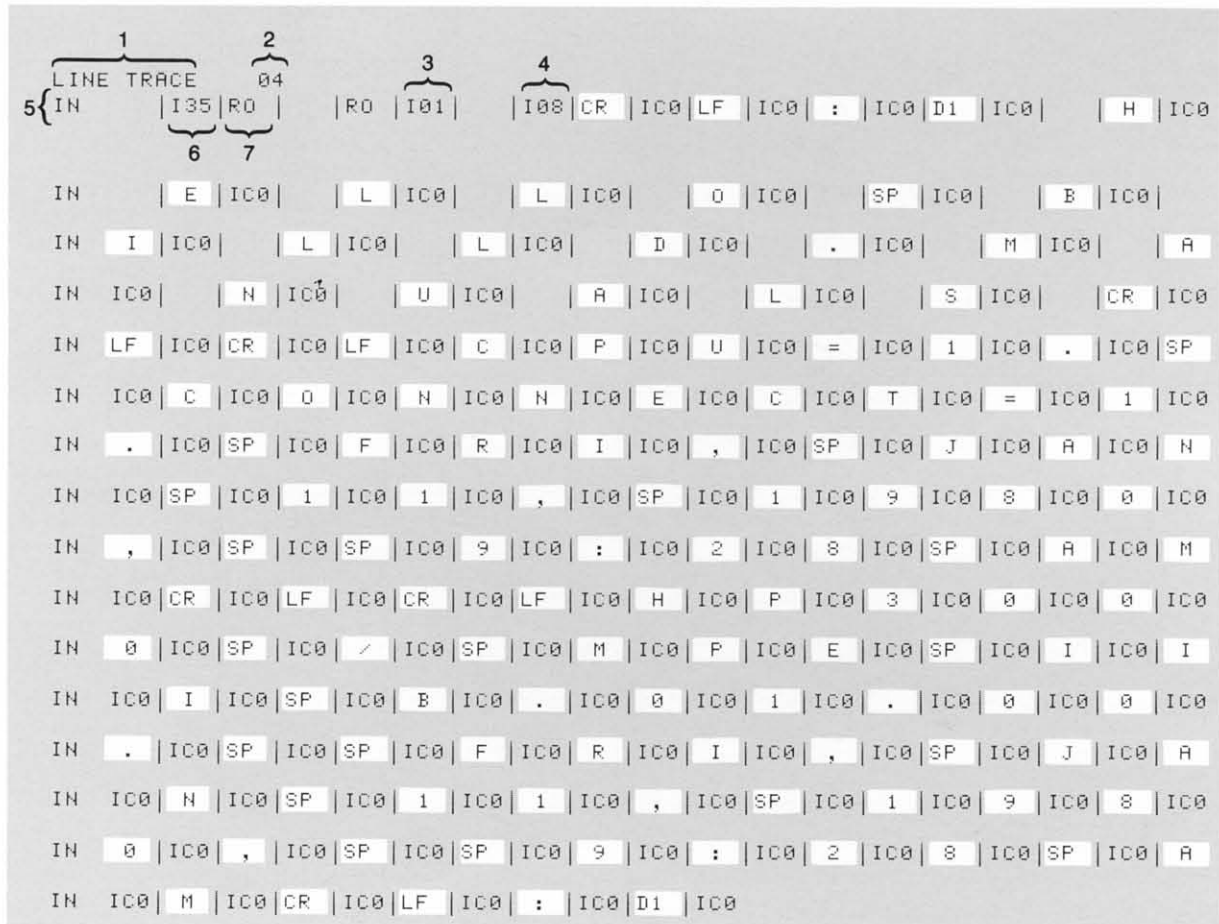 1 2
LINE TRACE 04 3 4
5{ IN |I35|RO | |RO |I01| |I08|CR |IC0|LF |IC0| : |IC0|D1 |IC0| | H |IC0
6 7
IN | E |IC0| | L |IC0| | L |IC0| | O |IC0| |SP |IC0| | B |IC0|
IN I |IC0| | L |IC0| | L |IC0| | D |IC0| | . |IC0| | M |IC0| | A
IN IC0| | N |IC0| | U |IC0| | A |IC0| | L |IC0| | S |IC0| |CR |IC0
IN LF |IC0|CR |IC0|LF |IC0| C |IC0| P |IC0| U |IC0| = |IC0| 1 |IC0| . |IC0|SP
IN IC0| C |IC0| O |IC0| N |IC0| N |IC0| E |IC0| C |IC0| T |IC0| = |IC0| 1 |IC0
IN . |IC0|SP |IC0| F |IC0| R |IC0| I |IC0| , |IC0|SP |IC0| J |IC0| A |IC0| N
IN IC0|SP |IC0| 1 |IC0| 1 |IC0| , |IC0|SP |IC0| 1 |IC0| 9 |IC0| 8 |IC0| 0 |IC0
IN , |IC0|SP |IC0|SP |IC0| 9 |IC0| : |IC0| 2 |IC0| 8 |IC0|SP |IC0| A |IC0| M
IN IC0|CR |IC0|LF |IC0|CR |IC0|LF |IC0| H |IC0| P |IC0| 3 |IC0| 0 |IC0| 0 |IC0
IN 0 |IC0|SP |IC0| / |IC0|SP |IC0| M |IC0| P |IC0| E |IC0|SP |IC0| I |IC0| I
IN IC0| I |IC0|SP |IC0| B |IC0| . |IC0| 0 |IC0| 1 |IC0| . |IC0| 0 |IC0| 0 |IC0
IN . |IC0|SP |IC0|SP |IC0| F |IC0| R |IC0| I |IC0| , |IC0|SP |IC0| J |IC0| A
IN IC0| N |IC0|SP |IC0| 1 |IC0| 1 |IC0| , |IC0|SP |IC0| 1 |IC0| 9 |IC0| 8 |IC0
IN 0 |IC0| , |IC0|SP |IC0|SP |IC0| 9 |IC0| : |IC0| 2 |IC0| 8 |IC0|SP |IC0| A
IN IC0| M |IC0|CR |IC0|LF |IC0| : |IC0|D1 |IC0